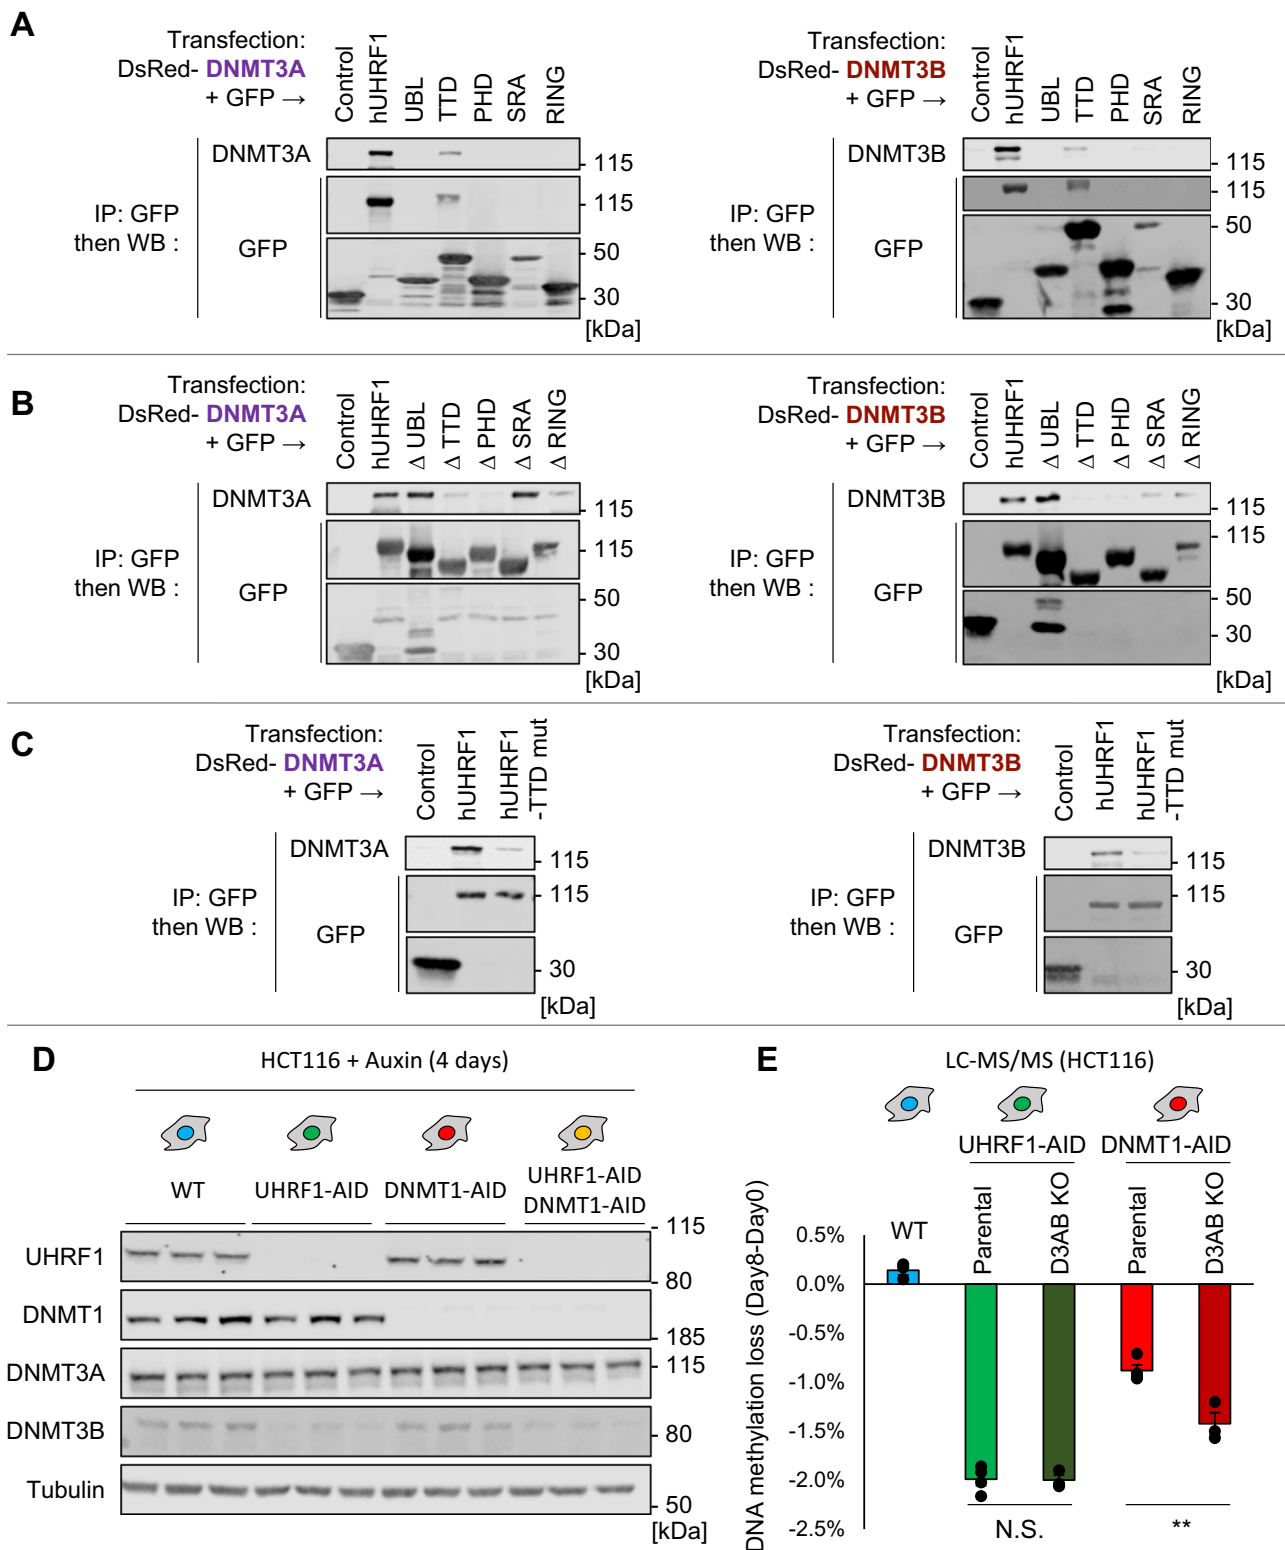 A
Transfection:
DsRed- DNMT3A
+ GFP →
Control
hUHRF1
UBL
TTD
PHD
SRA
RING
DNMT3A
115
IP: GFP
then WB :
GFP
115
50
30
[kDa]
Transfection:
DsRed- DNMT3B
+ GFP →
Control
hUHRF1
UBL
TTD
PHD
SRA
RING
DNMT3B
115
IP: GFP
then WB :
GFP
115
50
30
[kDa]
B
Transfection:
DsRed- DNMT3A
+ GFP →
Control
hUHRF1
Δ UBL
Δ TTD
Δ PHD
Δ SRA
Δ RING
DNMT3A
115
IP: GFP
then WB :
GFP
115
50
30
[kDa]
Transfection:
DsRed- DNMT3B
+ GFP →
Control
hUHRF1
Δ UBL
Δ TTD
Δ PHD
Δ SRA
Δ RING
DNMT3B
115
IP: GFP
then WB :
GFP
115
50
30
[kDa]
C
Transfection:
DsRed- DNMT3A
+ GFP →
Control
hUHRF1
hUHRF1
-TTD mut
DNMT3A
115
IP: GFP
then WB :
GFP
115
30
[kDa]
Transfection:
DsRed- DNMT3B
+ GFP →
Control
hUHRF1
hUHRF1
-TTD mut
DNMT3B
115
IP: GFP
then WB :
GFP
115
30
[kDa]
D
HCT116 + Auxin (4 days)
WT
UHRF1-AID
DNMT1-AID
UHRF1-AID
DNMT1-AID
UHRF1
115
80
DNMT1
185
DNMT3A
115
DNMT3B
80
Tubulin
50
[kDa]
E
LC-MS/MS (HCT116)
UHRF1-AID
DNMT1-AID
WT
Parental
D3AB KO
Parental
D3AB KO
DNA methylation loss (Day8-Day0)
0.5%
0.0%
-0.5%
-1.0%
-1.5%
-2.0%
-2.5%
N.S.
**